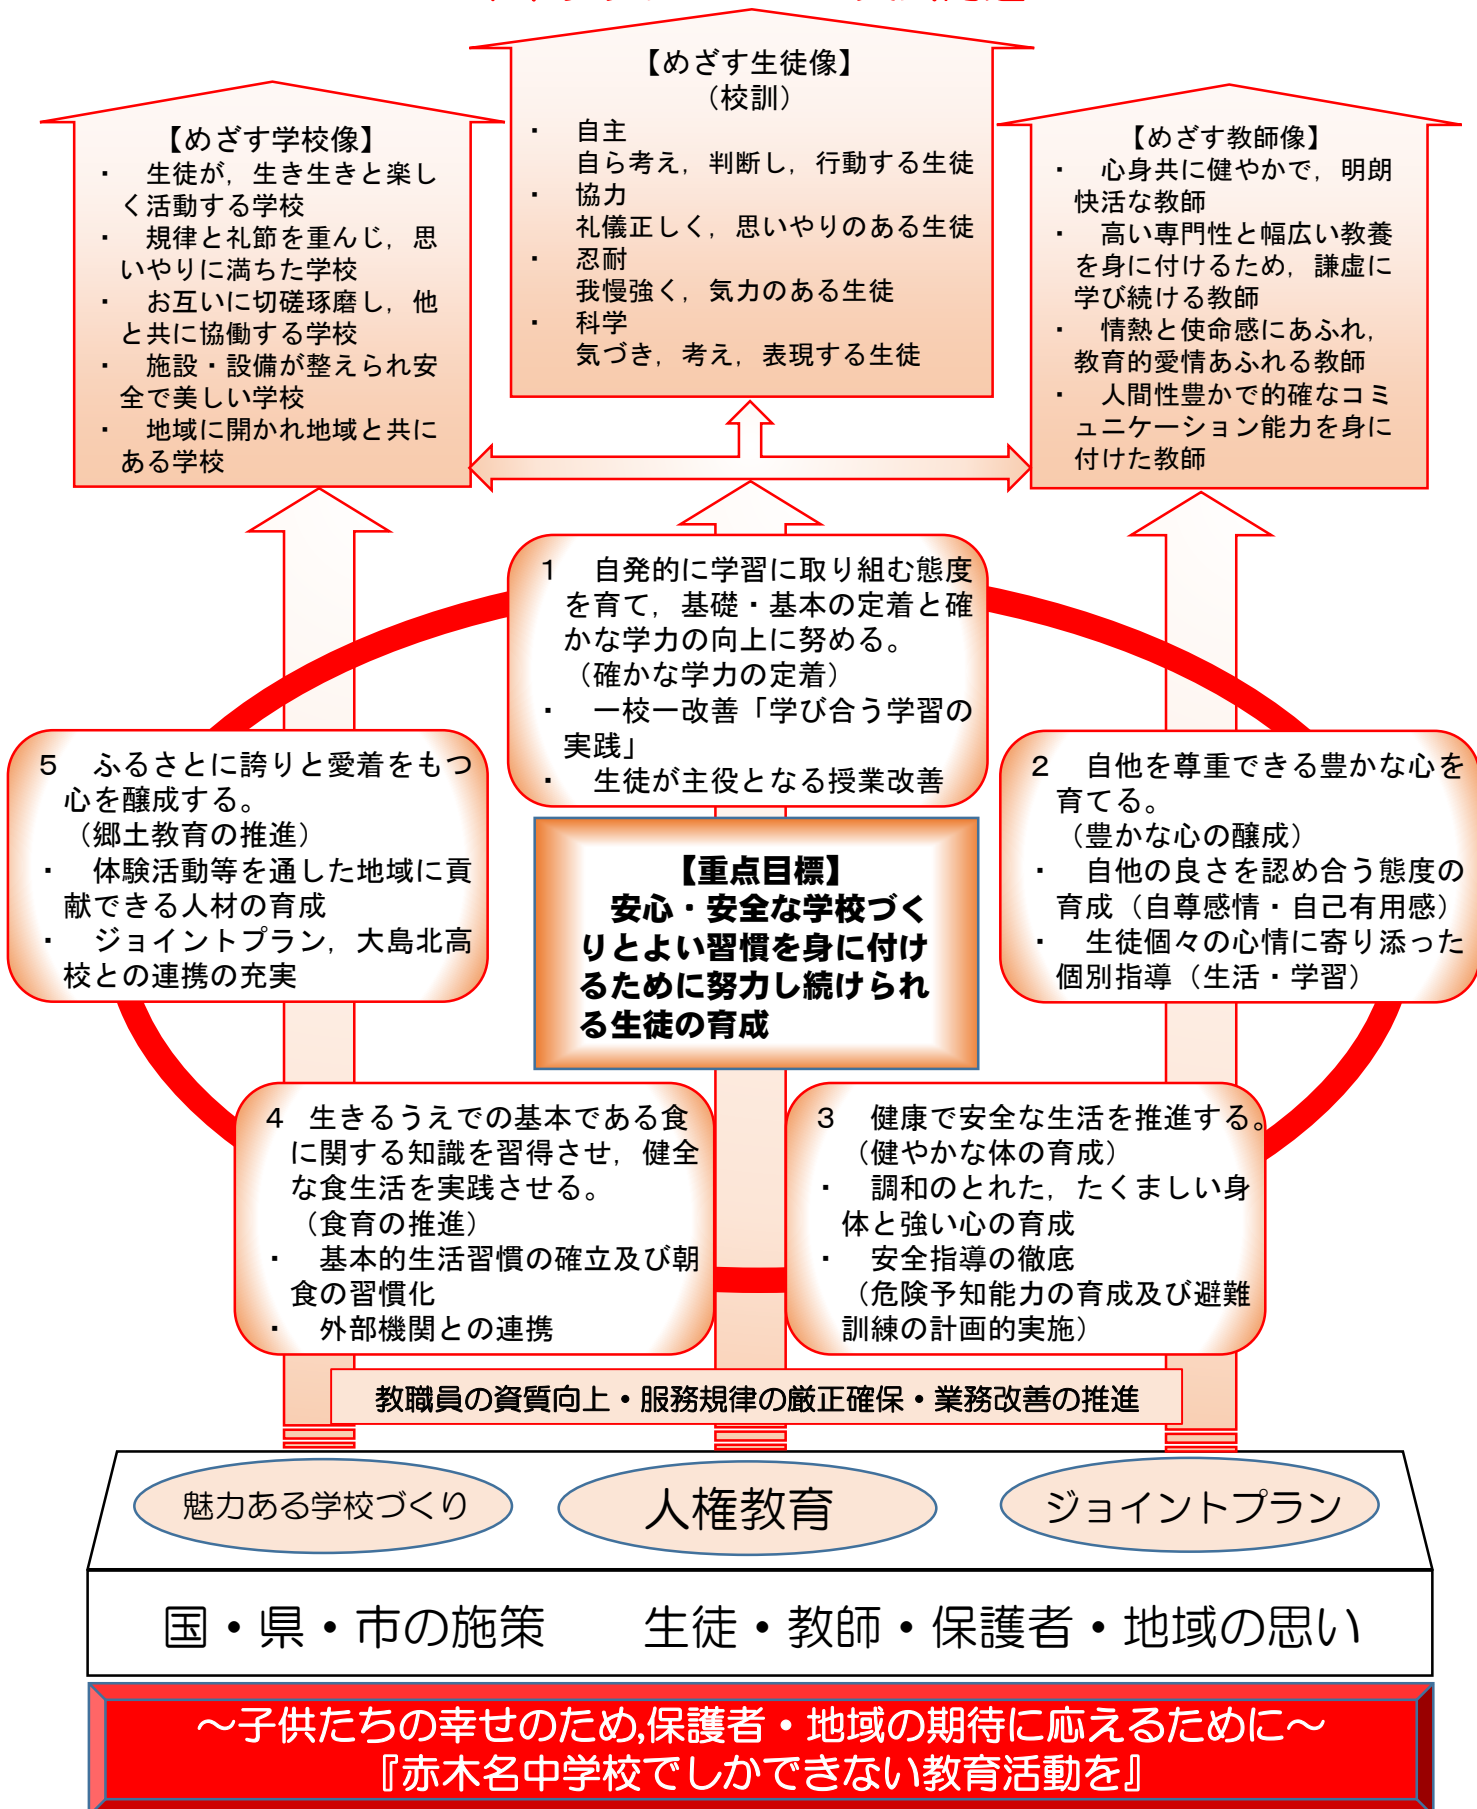 【めざす生徒像】
（校訓）
・　自主
自ら考え，判断し，行動する生徒
・　協力
礼儀正しく，思いやりのある生徒
・　忍耐
我慢強く，気力のある生徒
・　科学
気づき，考え，表現する生徒
【めざす学校像】
・　生徒が，生き生きと楽し
く活動する学校
・　規律と礼節を重んじ，思
いやりに満ちた学校
・　お互いに切磋琢磨し，他
と共に協働する学校
・　施設・設備が整えられ安
全で美しい学校
・　地域に開かれ地域と共に
ある学校
【めざす教師像】
・　心身共に健やかで，明朗
快活な教師
・　高い専門性と幅広い教養
を身に付けるため，謙虚に
学び続ける教師
・　情熱と使命感にあふれ，
教育的愛情あふれる教師
・　人間性豊かで的確なコミ
ュニケーション能力を身に
付けた教師
１　自発的に学習に取り組む態度
を育て，基礎・基本の定着と確
かな学力の向上に努める。
（確かな学力の定着）
・　一校一改善「学び合う学習の
実践」
・　生徒が主役となる授業改善
５　ふるさとに誇りと愛着をもつ
心を醸成する。
（郷土教育の推進）
・　体験活動等を通した地域に貢
献できる人材の育成
・　ジョイントプラン，大島北高
校との連携の充実
２　自他を尊重できる豊かな心を
育てる。
（豊かな心の醸成）
・　自他の良さを認め合う態度の
育成（自尊感情・自己有用感）
・　生徒個々の心情に寄り添った
個別指導（生活・学習）
【重点目標】
安心・安全な学校づく
りとよい習慣を身に付け
るために努力し続けられ
る生徒の育成
４　生きるうえでの基本である食
に関する知識を習得させ，健全
な食生活を実践させる。
（食育の推進）
・　基本的生活習慣の確立及び朝
食の習慣化
・　外部機関との連携
３　健康で安全な生活を推進する。
（健やかな体の育成）
・　調和のとれた，たくましい身
体と強い心の育成
・　安全指導の徹底
（危険予知能力の育成及び避難
訓練の計画的実施）
教職員の資質向上・服務規律の厳正確保・業務改善の推進
魅力ある学校づくり
人権教育
ジョイントプラン
国・県・市の施策　　生徒・教師・保護者・地域の思い
～子供たちの幸せのため,保護者・地域の期待に応えるために～
『赤木名中学校でしかできない教育活動を』